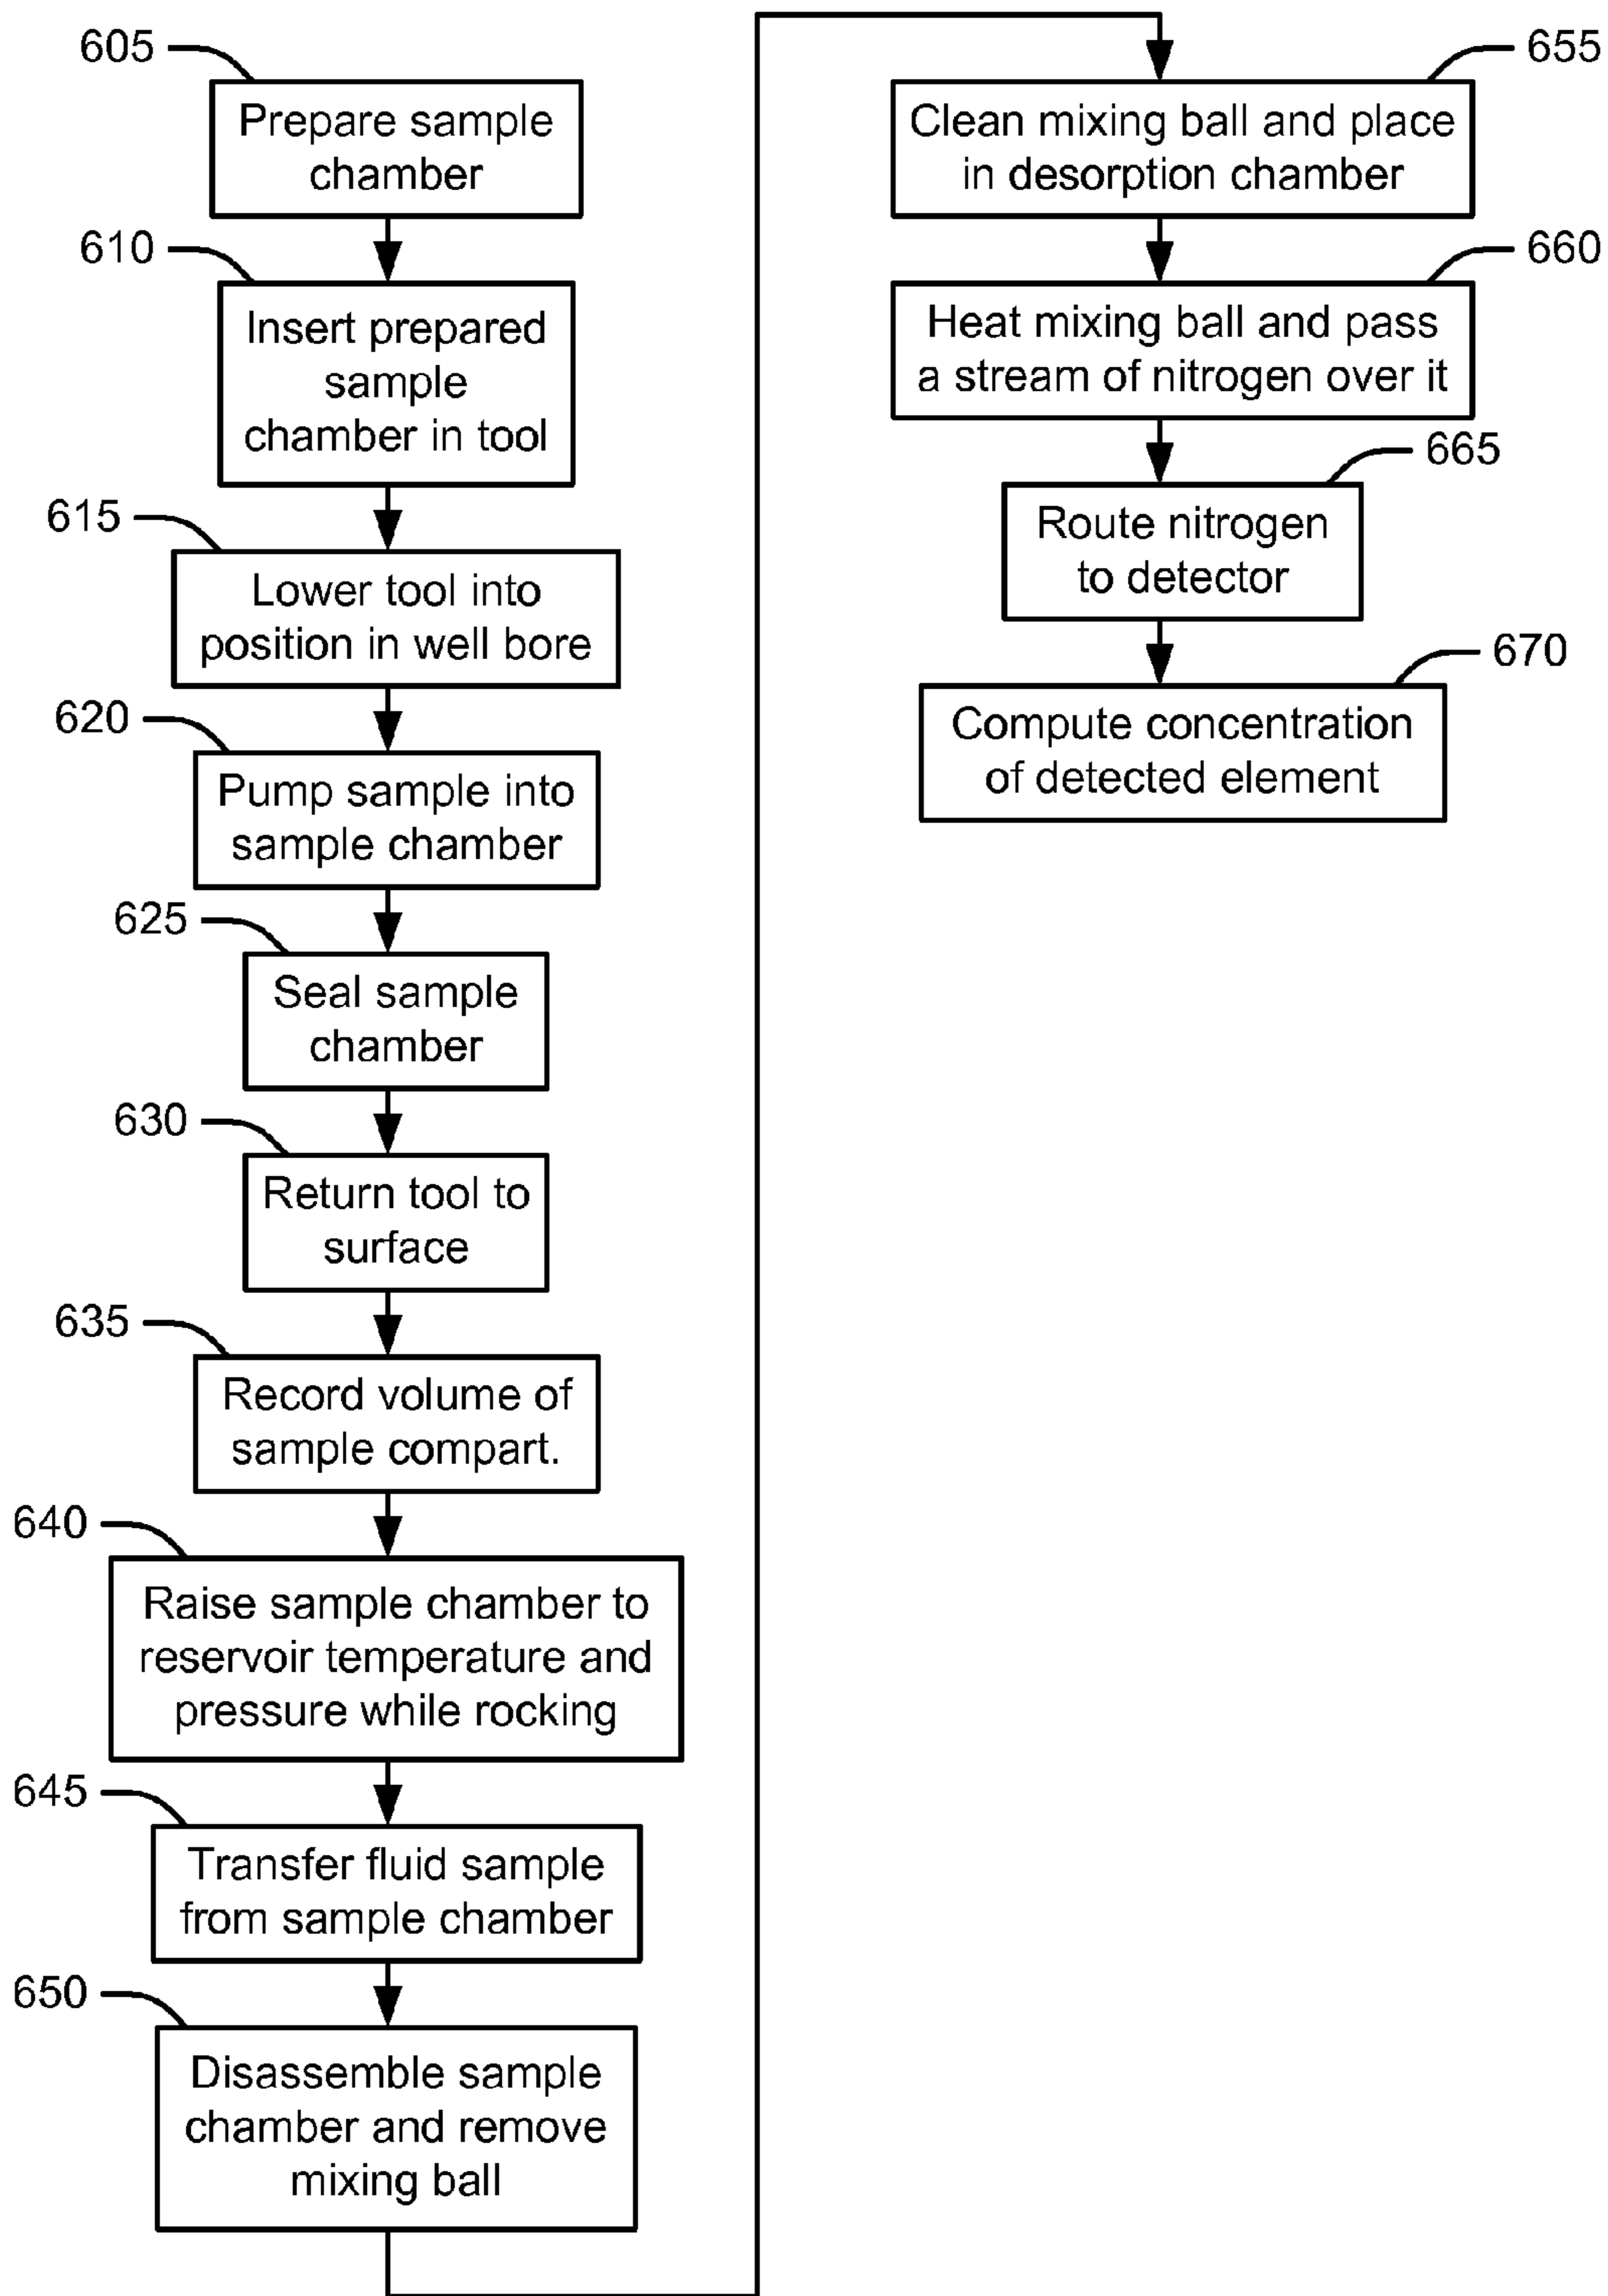 605
Prepare sample
chamber
610
Insert prepared
sample
chamber in tool
615
Lower tool into
position in well bore
620
Pump sample into
sample chamber
625
Seal sample
chamber
630
Return tool to
surface
635
Record volume of
sample compart.
640
Raise sample chamber to
reservoir temperature and
pressure while rocking
645
Transfer fluid sample
from sample chamber
650
Disassemble sample
chamber and remove
mixing ball
655
Clean mixing ball and place
in desorption chamber
660
Heat mixing ball and pass
a stream of nitrogen over it
665
Route nitrogen
to detector
670
Compute concentration
of detected element